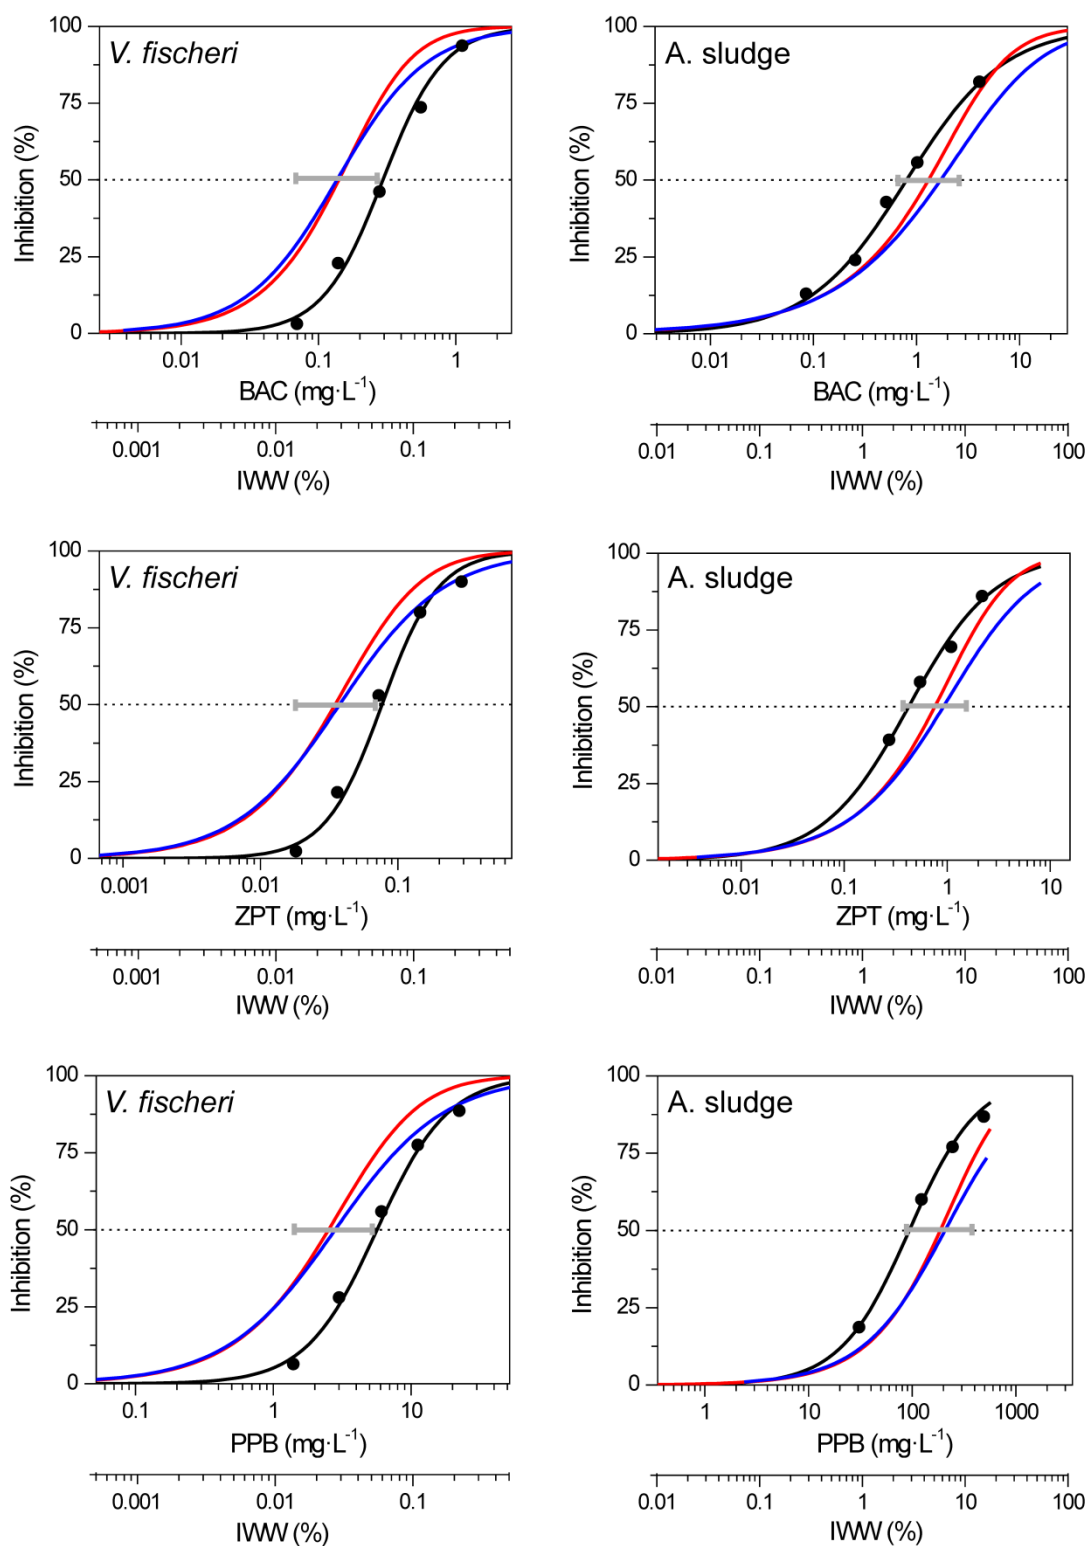 V. fischeri
Inhibition (%)
100
75
50
25
0
0.01 0.1 1
BAC (mg·L⁻¹)
0.001 0.01 0.1
IWW (%)
A. sludge
Inhibition (%)
100
75
50
25
0
0.01 0.1 1 10
BAC (mg·L⁻¹)
0.01 0.1 1 10 100
IWW (%)
V. fischeri
Inhibition (%)
100
75
50
25
0
0.001 0.01 0.1
ZPT (mg·L⁻¹)
0.001 0.01 0.1
IWW (%)
A. sludge
Inhibition (%)
100
75
50
25
0
0.01 0.1 1 10
ZPT (mg·L⁻¹)
0.01 0.1 1 10 100
IWW (%)
V. fischeri
Inhibition (%)
100
75
50
25
0
0.1 1 10
PPB (mg·L⁻¹)
0.001 0.01 0.1
IWW (%)
A. sludge
Inhibition (%)
100
75
50
25
0
1 10 100 1000
PPB (mg·L⁻¹)
0.01 0.1 1 10 100
IWW (%)